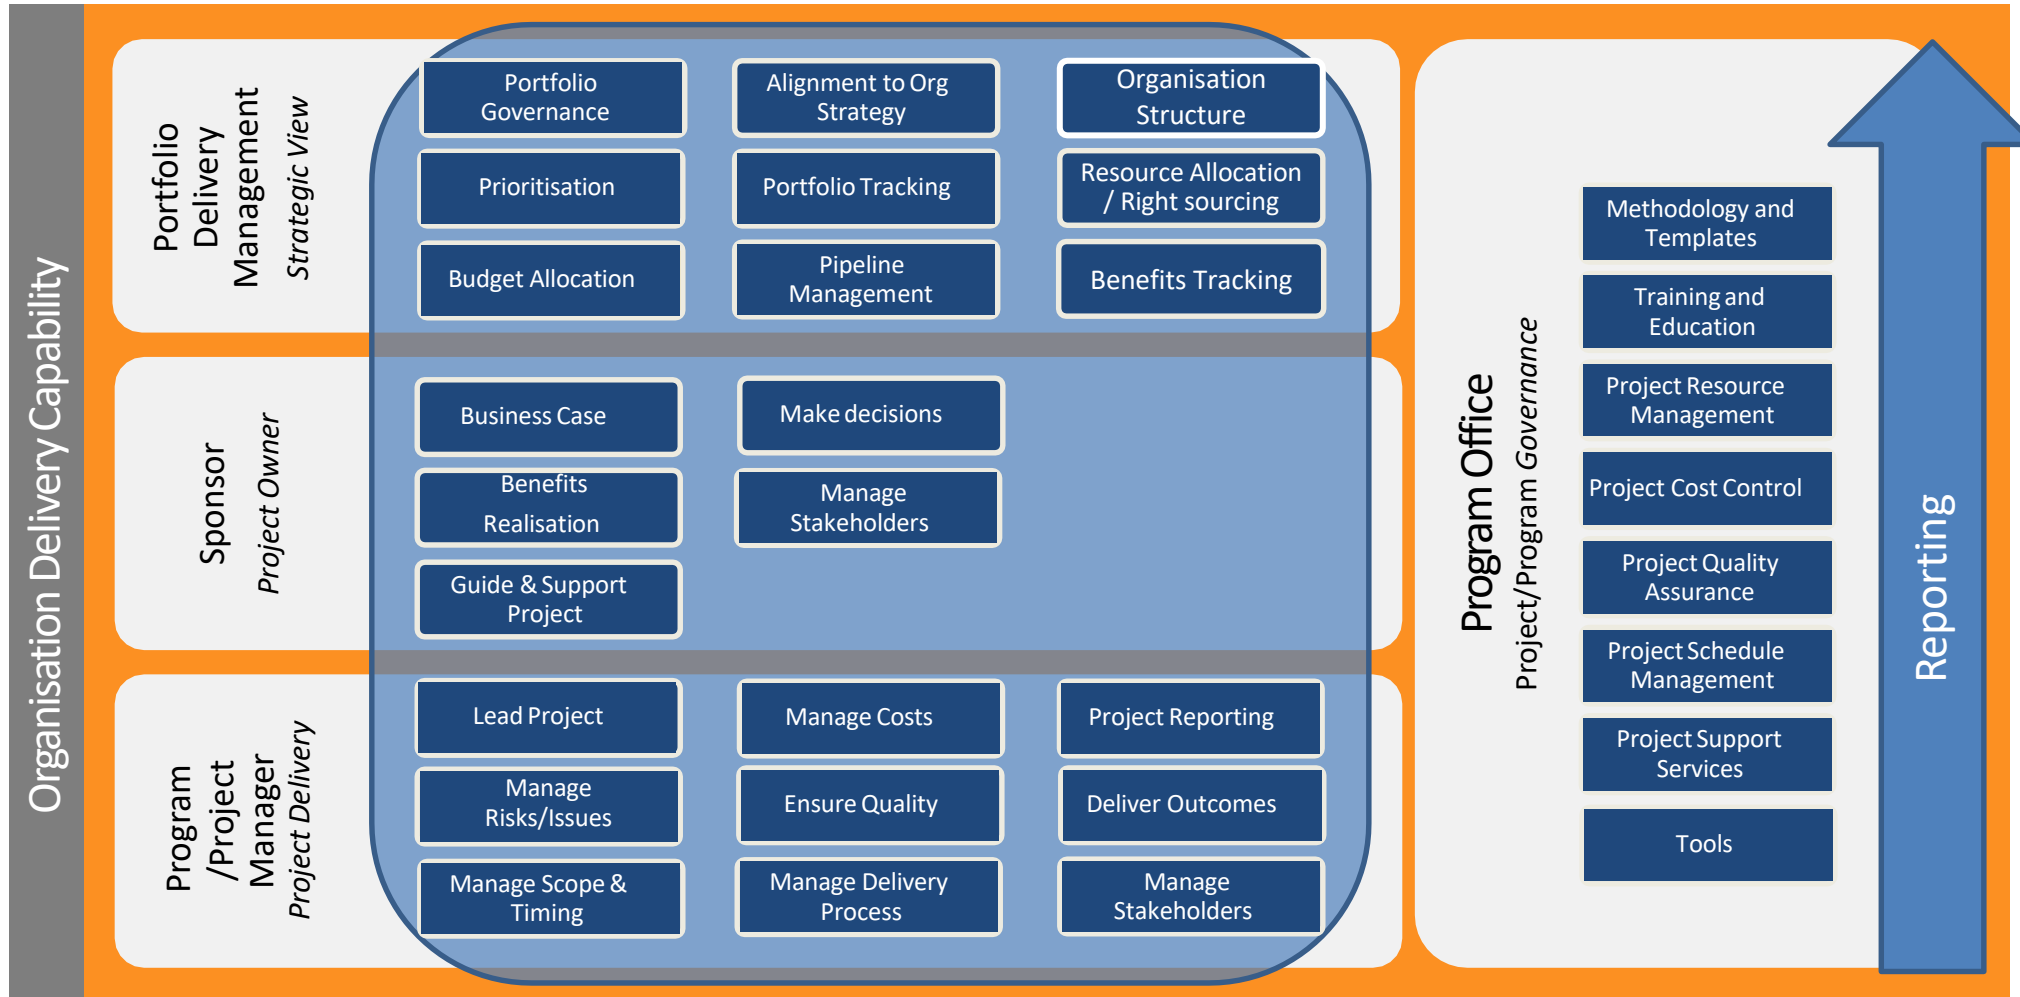 Organisation Delivery Capability
Portfolio
Delivery
Management
Strategic View
Portfolio
Governance
Alignment to Org
Strategy
Organisation
Structure
Prioritisation
Portfolio Tracking
Resource Allocation
/ Right sourcing
Budget Allocation
Pipeline
Management
Benefits Tracking
Sponsor
Project Owner
Business Case
Make decisions
Benefits
Realisation
Manage
Stakeholders
Guide & Support
Project
Program
/Project
Manager
Project Delivery
Lead Project
Manage Costs
Project Reporting
Manage
Risks/Issues
Ensure Quality
Deliver Outcomes
Manage Scope &
Timing
Manage Delivery
Process
Manage
Stakeholders
Program Office
Project/Program Governance
Methodology and
Templates
Training and
Education
Project Resource
Management
Project Cost Control
Project Quality
Assurance
Project Schedule
Management
Project Support
Services
Tools
Reporting